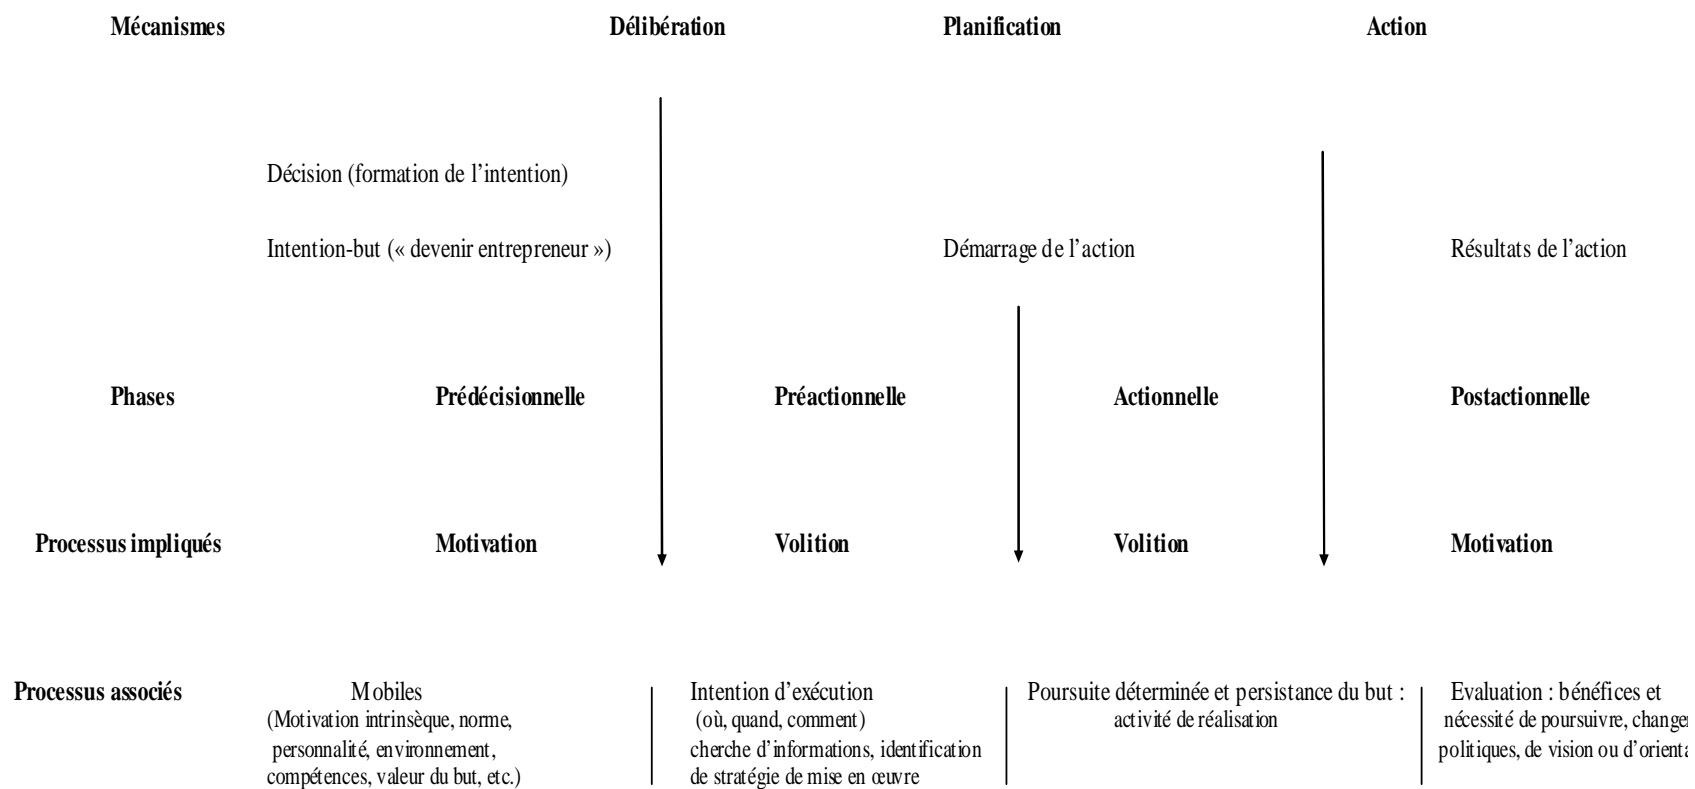 Mécanismes Délibération Planification Action
Décision (formation de l’intention)
Intention-but (« devenir entrepreneur ») Démarrage de l’action Résultats de l’action
Phases Prédécisionnelle Préactionnelle Actionnelle Postactionnelle
Processus impliqués Motivation Volition Volition Motivation
Processus associés Mobiles Intention d’exécution Poursuite déterminée et persistance du but : Evaluation : bénéfices et
(Motivation intrinsèque, norme, (où, quand, comment) activité de réalisation nécessité de poursuivre, changer
personnalité, environnement, cherche d’informations, identification politiques, de vision ou d’orienta
compétences, valeur du but, etc.) de stratégie de mise en œuvre